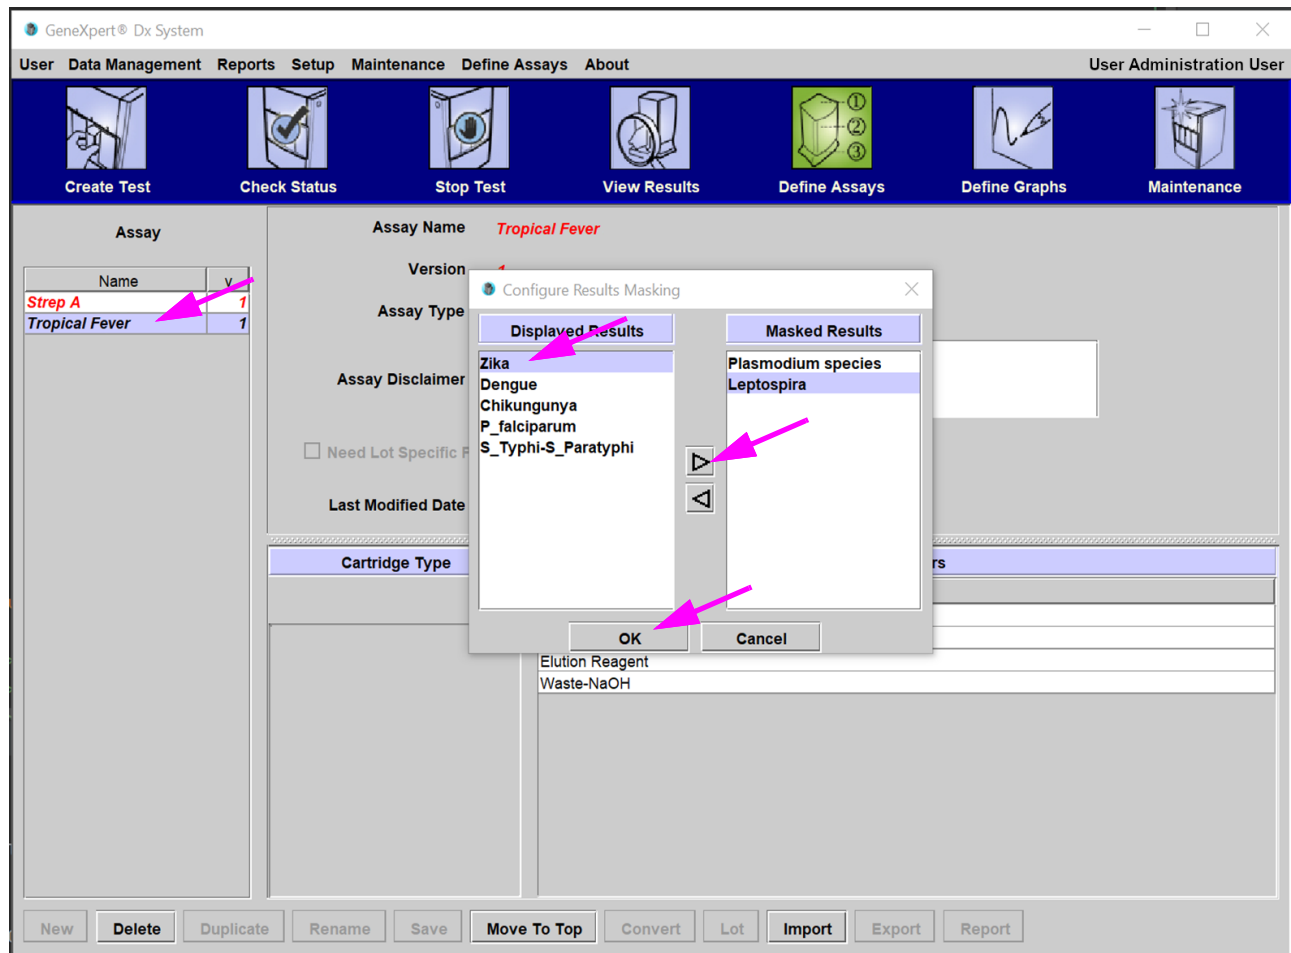 GeneXpert® Dx System
User Data Management Reports Setup Maintenance Define Assays About User Administration User
1
2
3
Create Test Check Status Stop Test View Results Define Assays Define Graphs Maintenance
Assay
Name v
Strep A 1
Tropical Fever 1
Assay Name Tropical Fever
Version
Assay Type
Assay Disclaimer
Need Lot Specific
Last Modified Date
Configure Results Masking
Displayed Results Masked Results
Zika Plasmodium species
Dengue Leptospira
Chikungunya
P_falciparum
S_Typhi-S_Paratyphi
OK Cancel
Cartridge Type rs
Elution Reagent
Waste-NaOH
New Delete Duplicate Rename Save Move To Top Convert Lot Import Export Report